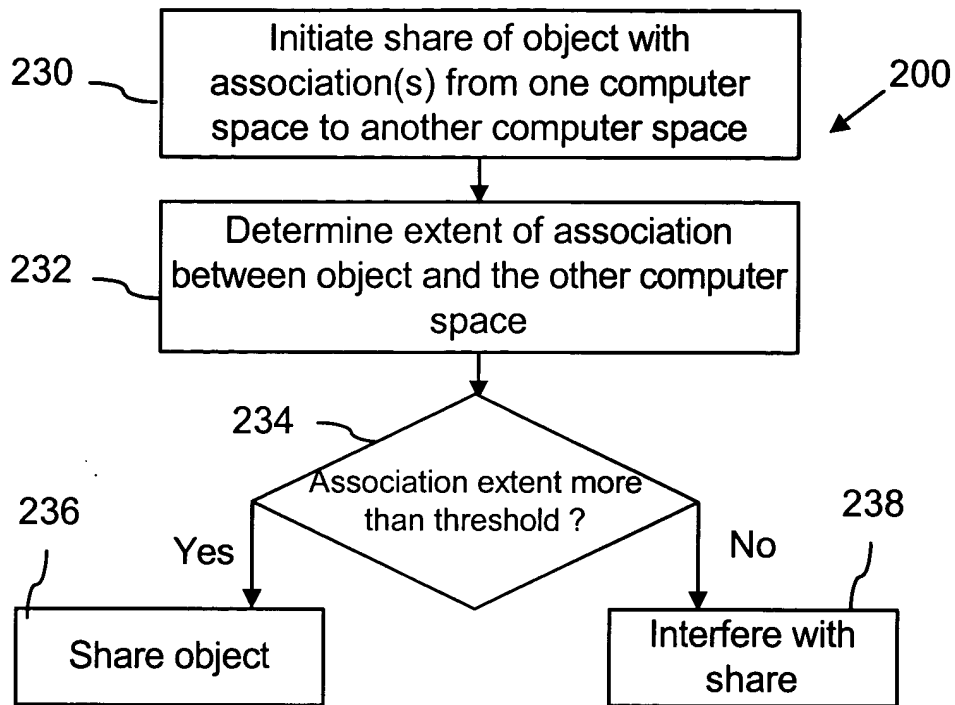 230
Initiate share of object with
association(s) from one computer
space to another computer space
200
232
Determine extent of association
between object and the other computer
space
234
Association extent more
than threshold ?
236
Yes
No
238
Share object
Interfere with
share